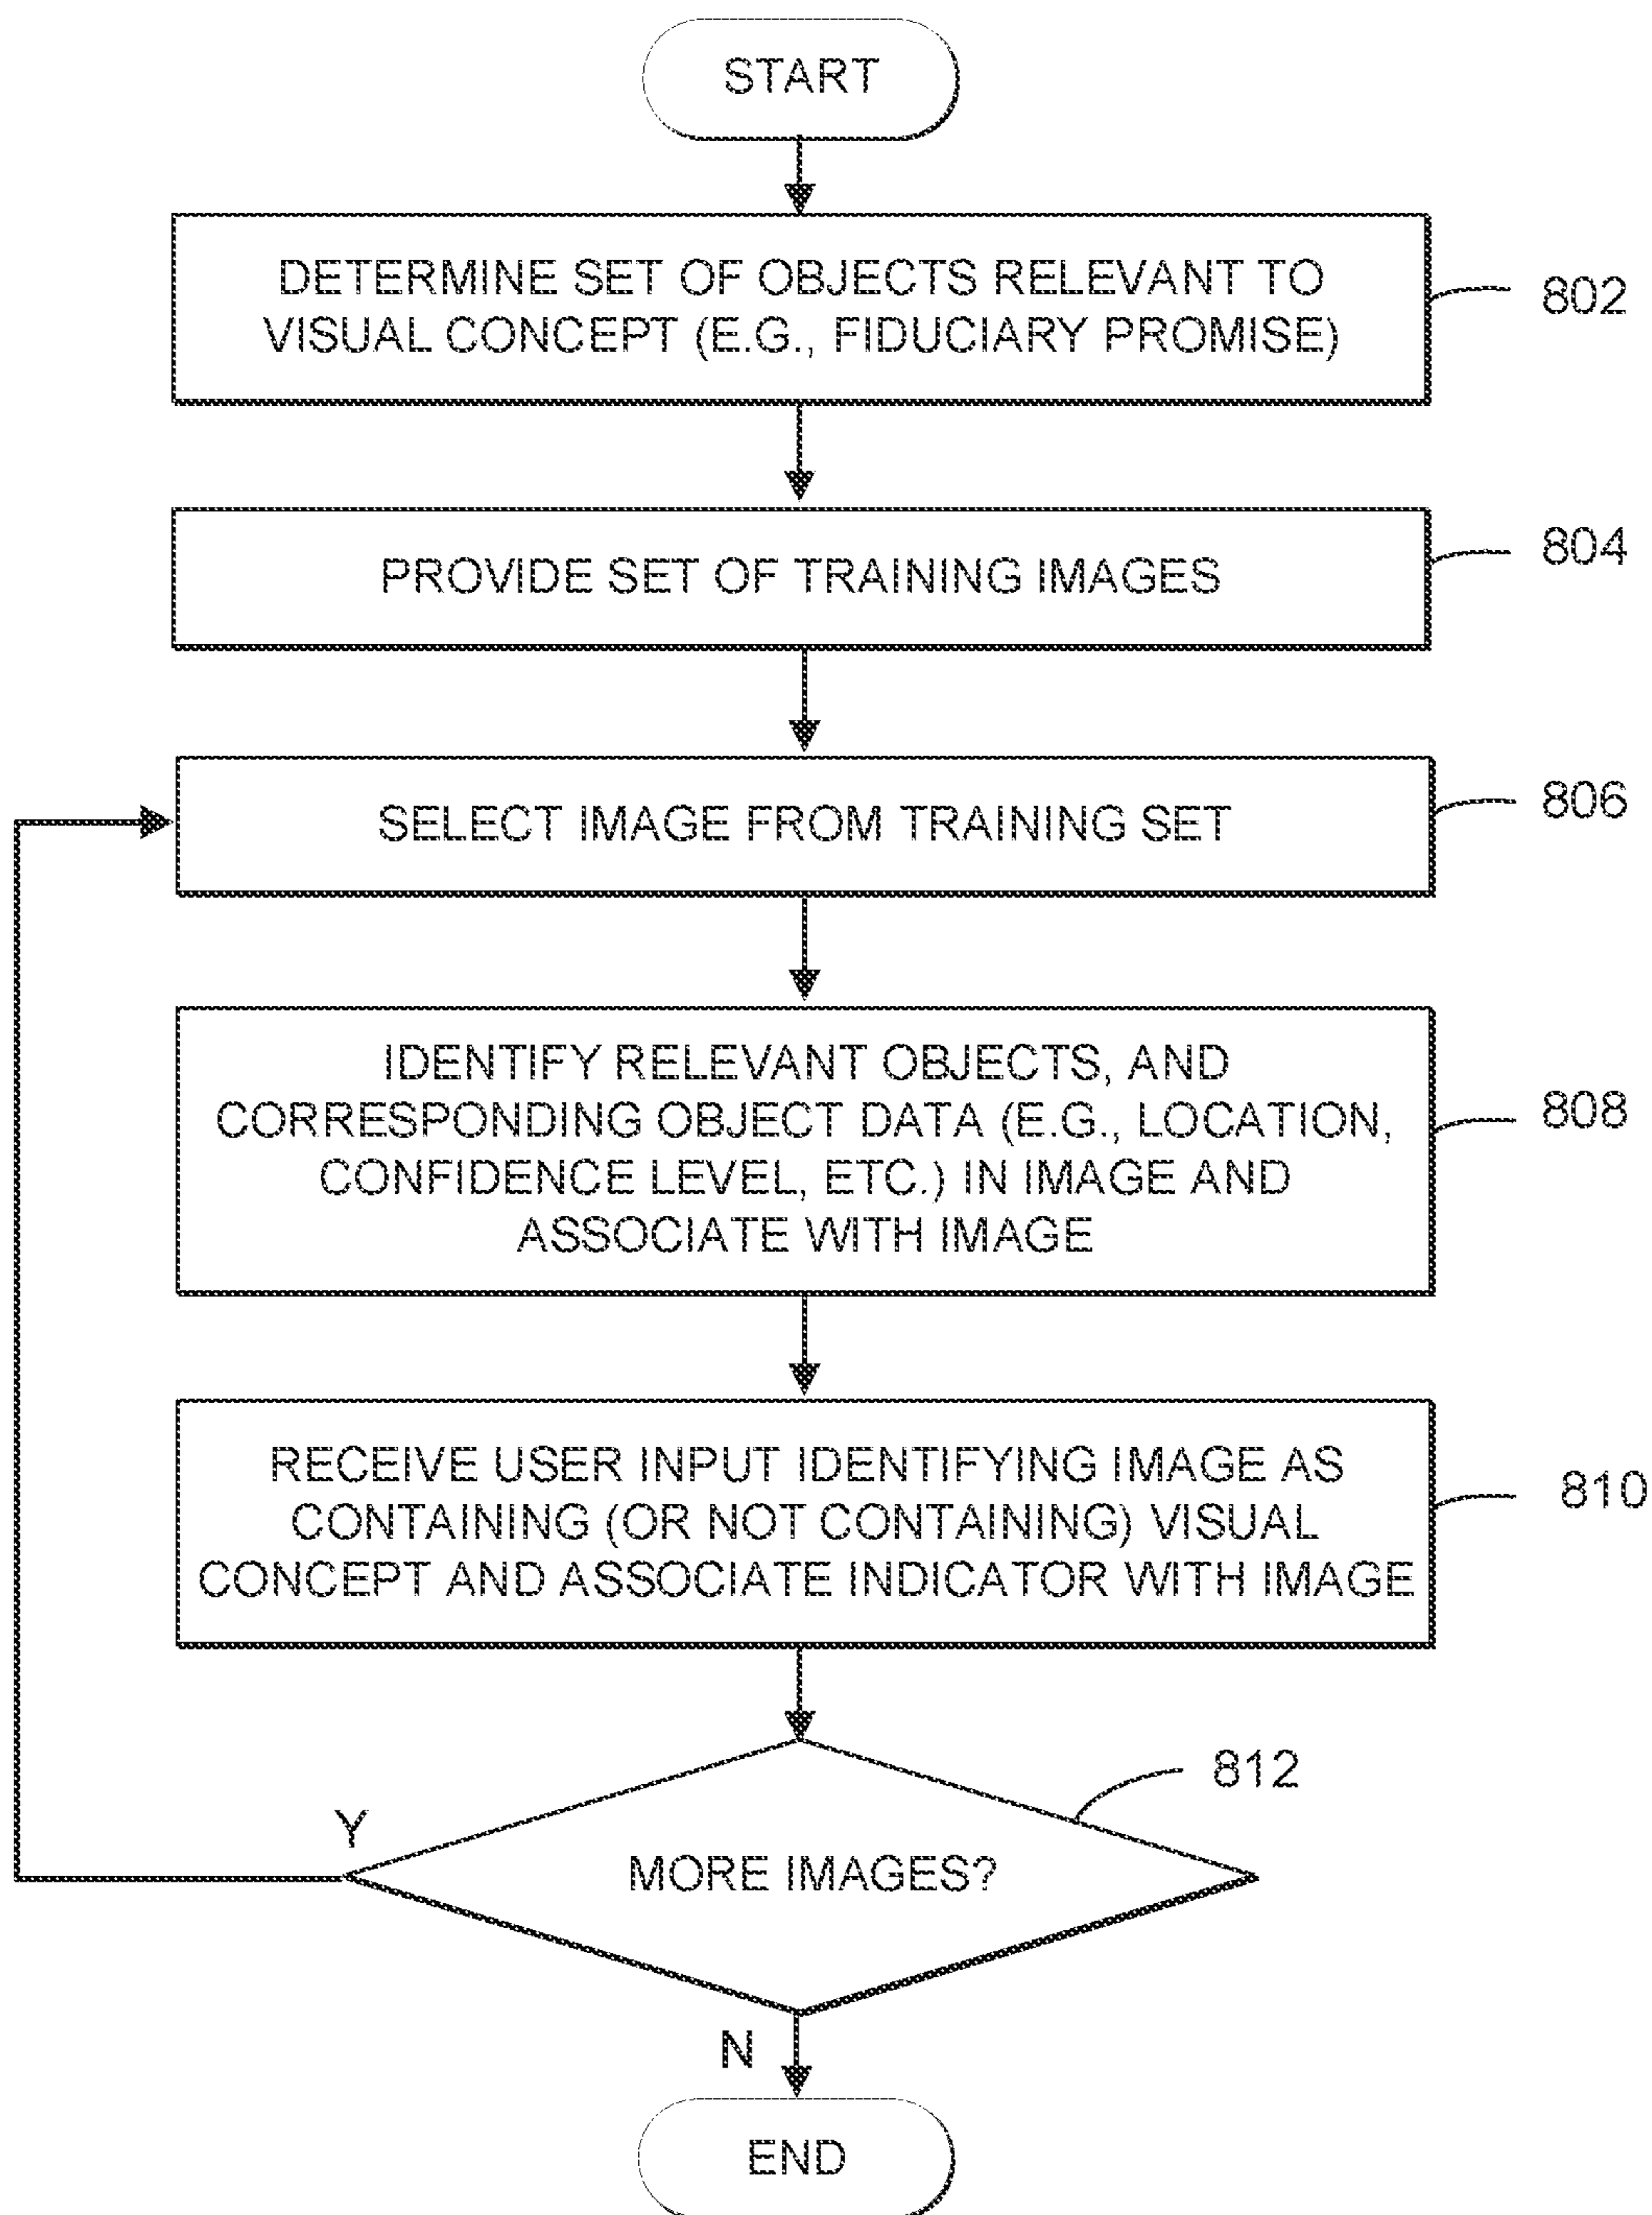 START
DETERMINE SET OF OBJECTS RELEVANT TO
VISUAL CONCEPT (E.G., FIDUCIARY PROMISE)
802
PROVIDE SET OF TRAINING IMAGES
804
SELECT IMAGE FROM TRAINING SET
806
IDENTIFY RELEVANT OBJECTS, AND
CORRESPONDING OBJECT DATA (E.G., LOCATION,
CONFIDENCE LEVEL, ETC.) IN IMAGE AND
ASSOCIATE WITH IMAGE
808
RECEIVE USER INPUT IDENTIFYING IMAGE AS
CONTAINING (OR NOT CONTAINING) VISUAL
CONCEPT AND ASSOCIATE INDICATOR WITH IMAGE
810
812
Y
MORE IMAGES?
N
END